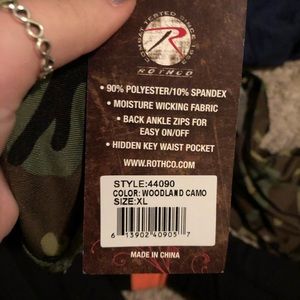 ROTHCO
• 90% POLYESTER/10% SPANDEX
• MOISTURE WICKING FABRIC
• BACK ANKLE ZIPS FOR
EASY ON/OFF
• HIDDEN KEY WAIST POCKET
WWW.ROTHCO.COM
STYLE:44090
COLOR: WOODLAND CAMO
SIZE:XL
6 13902 40905 7
MADE IN CHINA